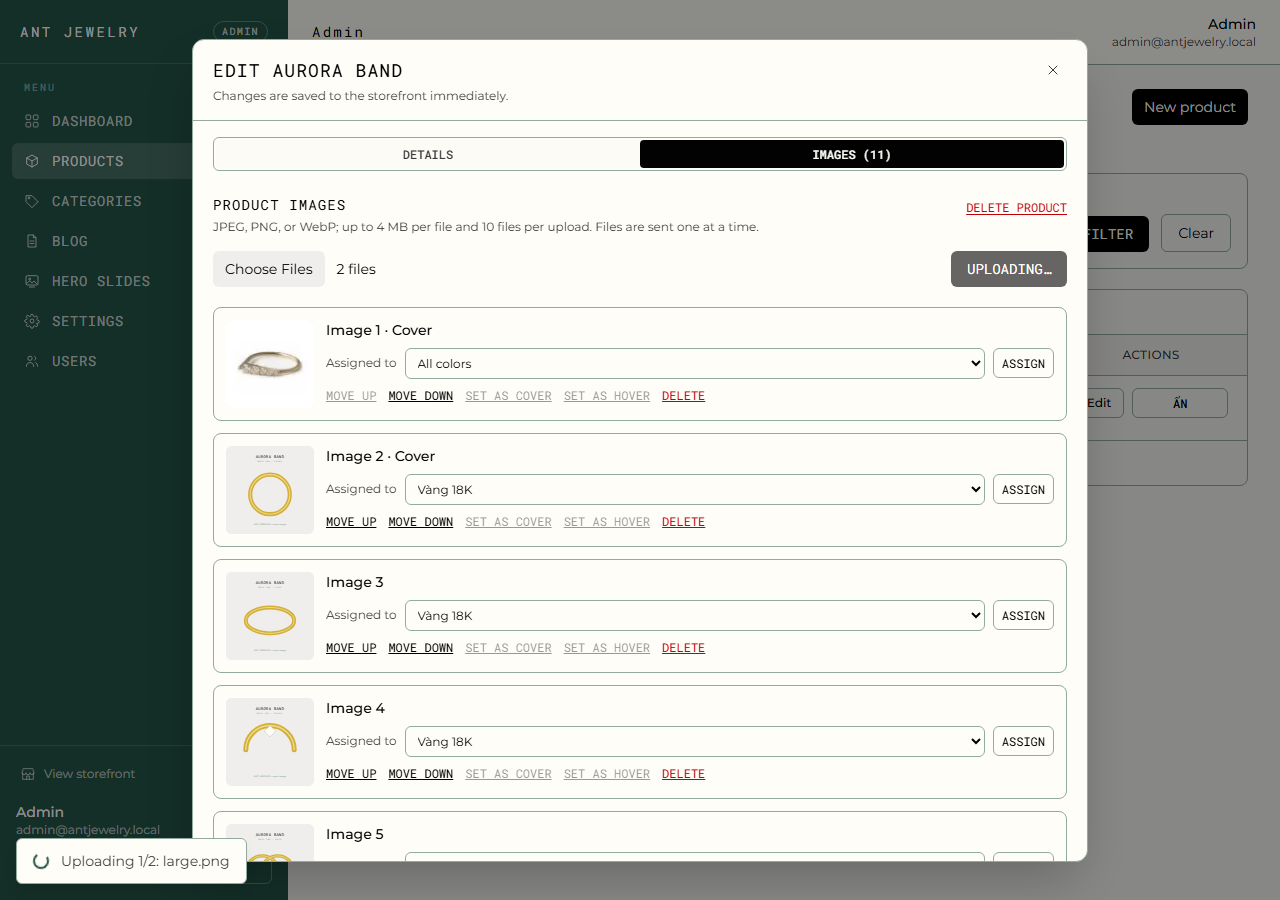 ANT JEWELRY
ADMIN
Admin
Admin
admin@antjewelry.local
MENU
DASHBOARD
PRODUCTS
CATEGORIES
BLOG
HERO SLIDES
SETTINGS
USERS
View storefront
Admin
admin@antjewelry.local
New product
FILTER
Clear
ACTIONS
Edit
ẨN
EDIT AURORA BAND
Changes are saved to the storefront immediately.
DETAILS
IMAGES (11)
PRODUCT IMAGES
DELETE PRODUCT
JPEG, PNG, or WebP; up to 4 MB per file and 10 files per upload. Files are sent one at a time.
Choose Files 2 files
UPLOADING…
Image 1 · Cover
Assigned to All colors ASSIGN
MOVE UP MOVE DOWN SET AS COVER SET AS HOVER DELETE
AURORA BAND
Image 2 · Cover
Assigned to Vàng 18K ASSIGN
MOVE UP MOVE DOWN SET AS COVER SET AS HOVER DELETE
AURORA BAND
Image 3
Assigned to Vàng 18K ASSIGN
MOVE UP MOVE DOWN SET AS COVER SET AS HOVER DELETE
AURORA BAND
Image 4
Assigned to Vàng 18K ASSIGN
MOVE UP MOVE DOWN SET AS COVER SET AS HOVER DELETE
AURORA BAND
Image 5
Uploading 1/2: large.png